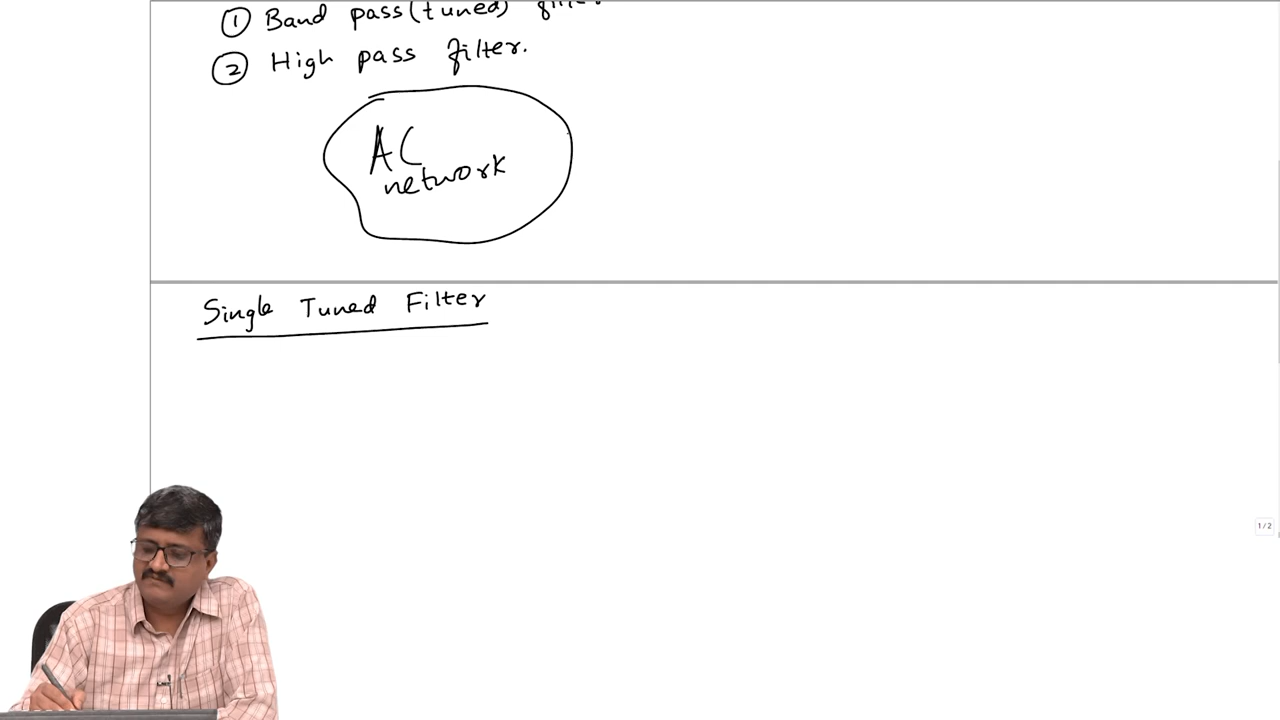 ① Band pass (tuned)
② High pass filter.
AC
network
Single Tuned Filter
1/2